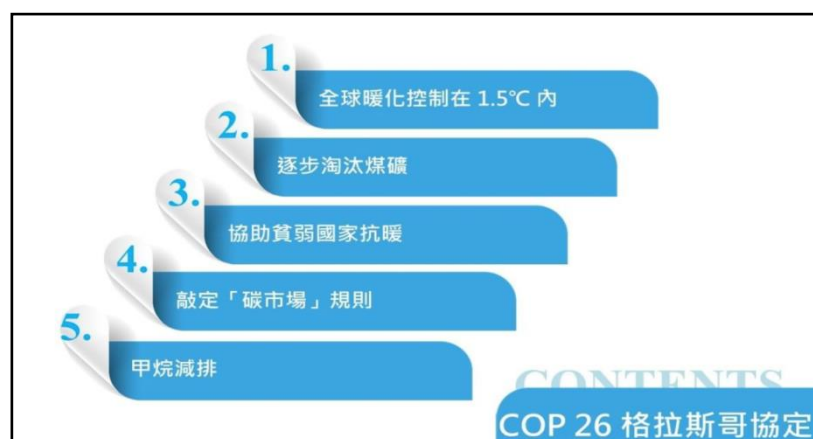 1.
全球暖化控制在 1.5℃ 內
2.
逐步淘汰煤礦
3.
協助貧弱國家抗暖
4.
敲定「碳市場」規則
5.
甲烷減排
CONTENTS
COP 26 格拉斯哥協定